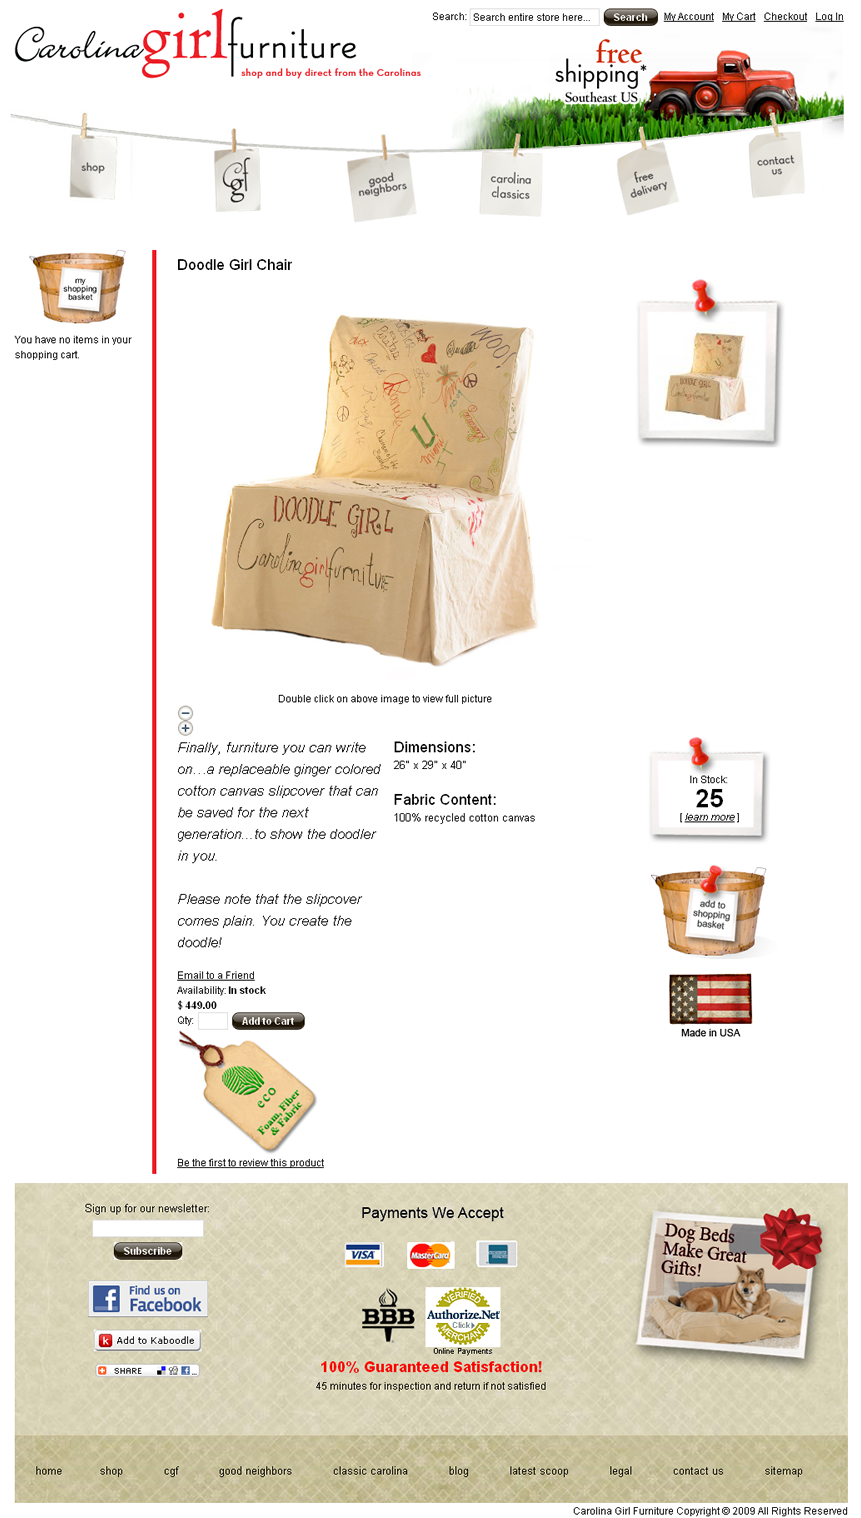 Search: Search entire store here... Search My Account My Cart Checkout Log In
Carolina girl furniture
shop and buy direct from the Carolinas
free
shipping*
Southeast US
shop
cgf
good
neighbors
carolina
classics
free
delivery
contact
us
my
shopping
basket
You have no items in your
shopping cart.
Doodle Girl Chair
WOO!
U
DOODLE GIRL
Carolinagirlfurniture
DOODLE GIRL
Double click on above image to view full picture
Finally, furniture you can write
on...a replaceable ginger colored
cotton canvas slipcover that can
be saved for the next
generation...to show the doodler
in you.
Please note that the slipcover
comes plain. You create the
doodle!
Dimensions:
26" x 29" x 40"
Fabric Content:
100% recycled cotton canvas
In Stock:
25
[ learn more ]
add to
shopping
basket
Made in USA
Email to a Friend
Availability: In stock
$ 449.00
Qty: Add to Cart
eco
Foam, Fiber
& Fabric
Be the first to review this product
Sign up for our newsletter:
Subscribe
Find us on
Facebook
k Add to Kaboodle
SHARE ...
Payments We Accept
VISA MasterCard
BBB
VERIFIED
Authorize.Net
Click
MERCHANT
Online Payments
100% Guaranteed Satisfaction!
45 minutes for inspection and return if not satisfied
Dog Beds
Make Great
Gifts!
home shop cgf good neighbors classic carolina blog latest scoop legal contact us sitemap
Carolina Girl Furniture Copyright © 2009 All Rights Reserved